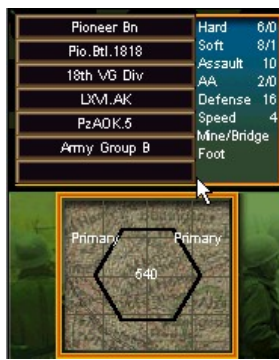 Pioneer Bn
Pio.Btl.1818
18th VG Div
LXVI.AK
PzAOK.5
Army Group B
Hard 6/0
Soft 8/1
Assault 10
AA 2/0
Defense 16
Speed 4
Mine/Bridge
Foot
Primary Primary
540